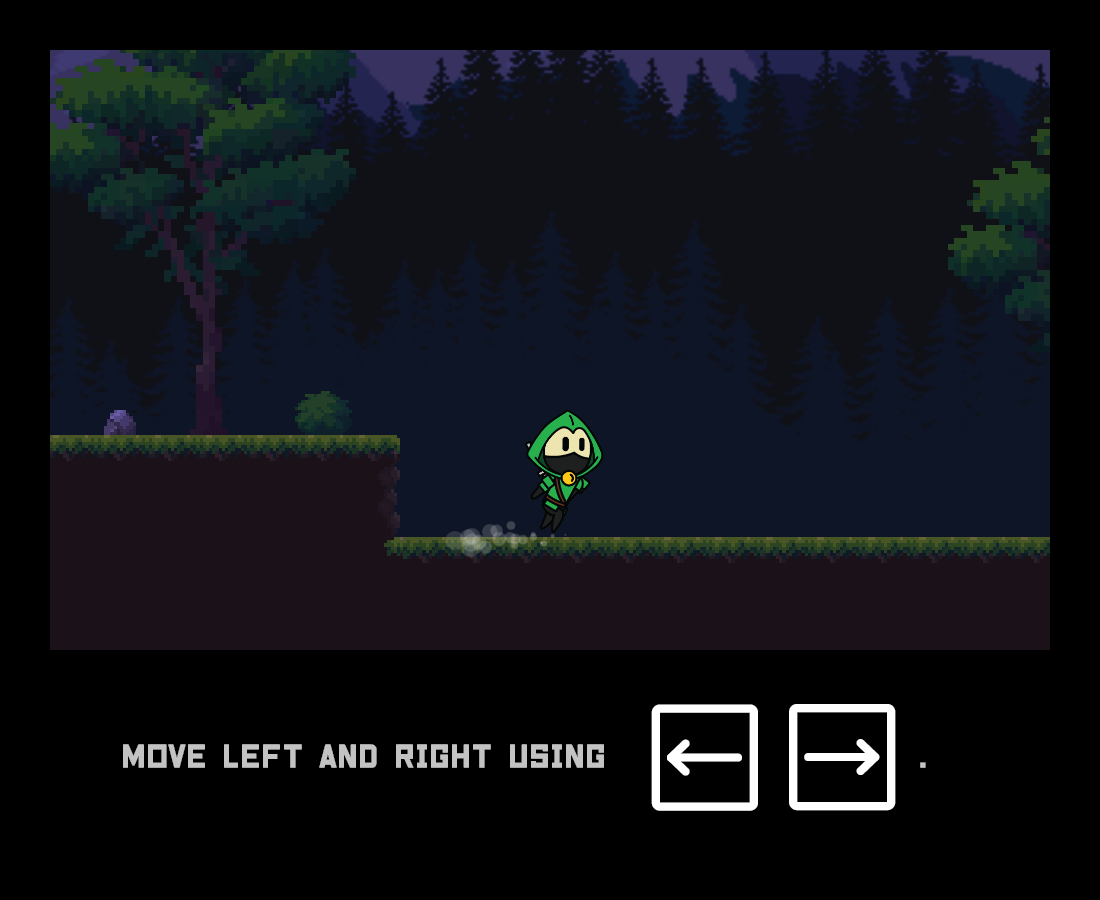 MOVE LEFT AND RIGHT USING ← → .